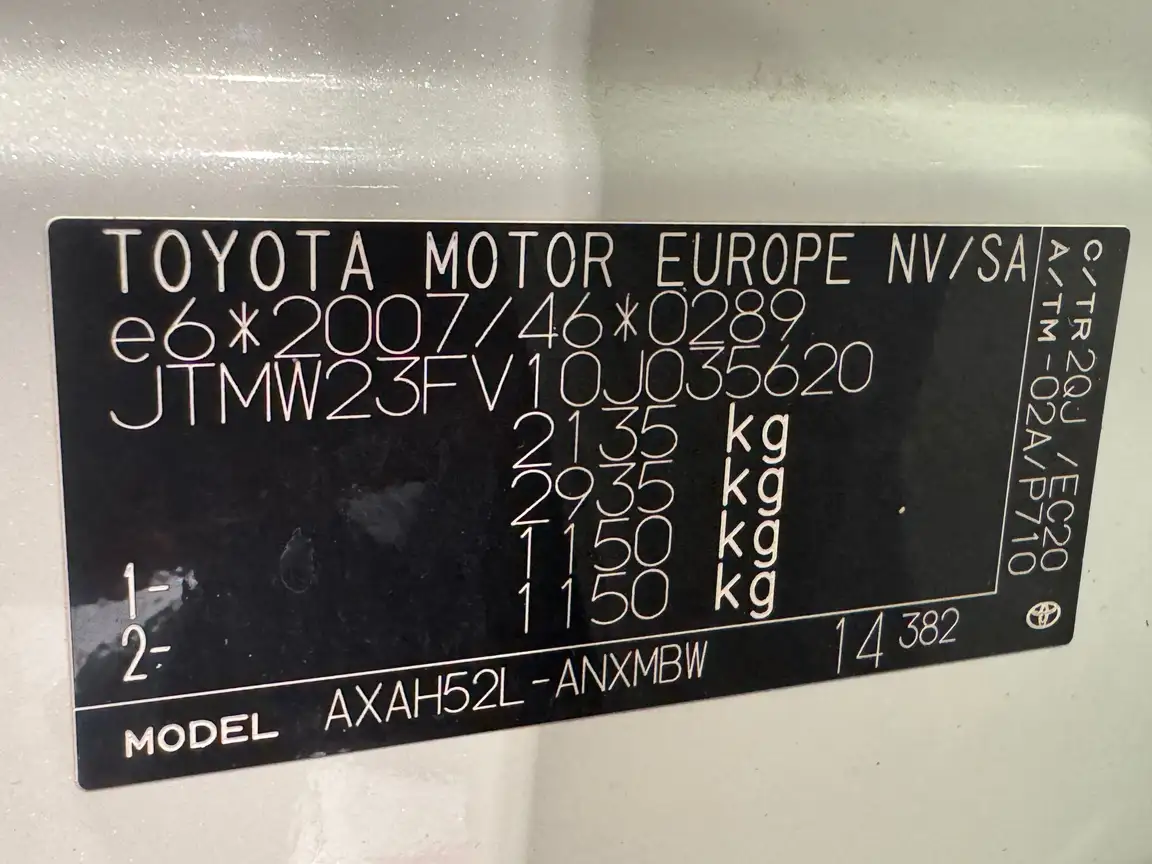 TOYOTA MOTOR EUROPE NV/SA
e6*2007/46*0289
JTMW23FV10J035620
2135 kg
2935 kg
1- 1150 kg
2- 1150 kg
MODEL AXAH52L-ANXMBW 14 382
C/TR 2QJ/EC20
A/TM-02A/P710